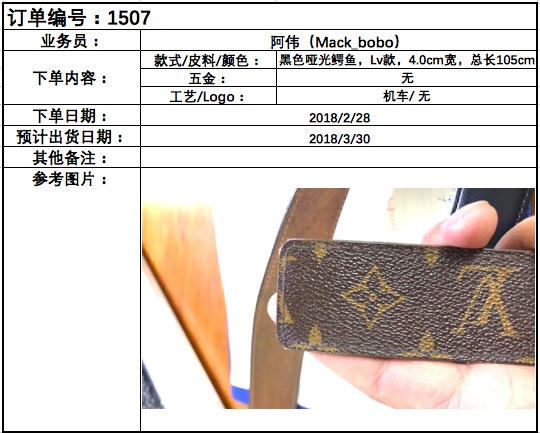 订单编号：1507
业务员： 阿伟（Mack_bobo）
下单内容： 款式/皮料/颜色： 黑色哑光鳄鱼，Lv款，4.0cm宽，总长105cm
五金： 无
工艺/Logo： 机车/ 无
下单日期： 2018/2/28
预计出货日期： 2018/3/30
其他备注：
参考图片：